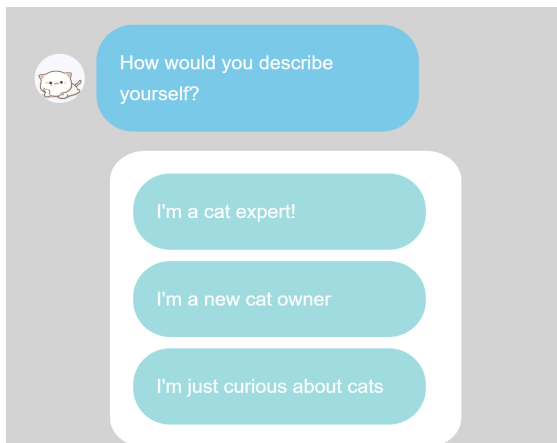 How would you describe
yourself?
I'm a cat expert!
I'm a new cat owner
I'm just curious about cats